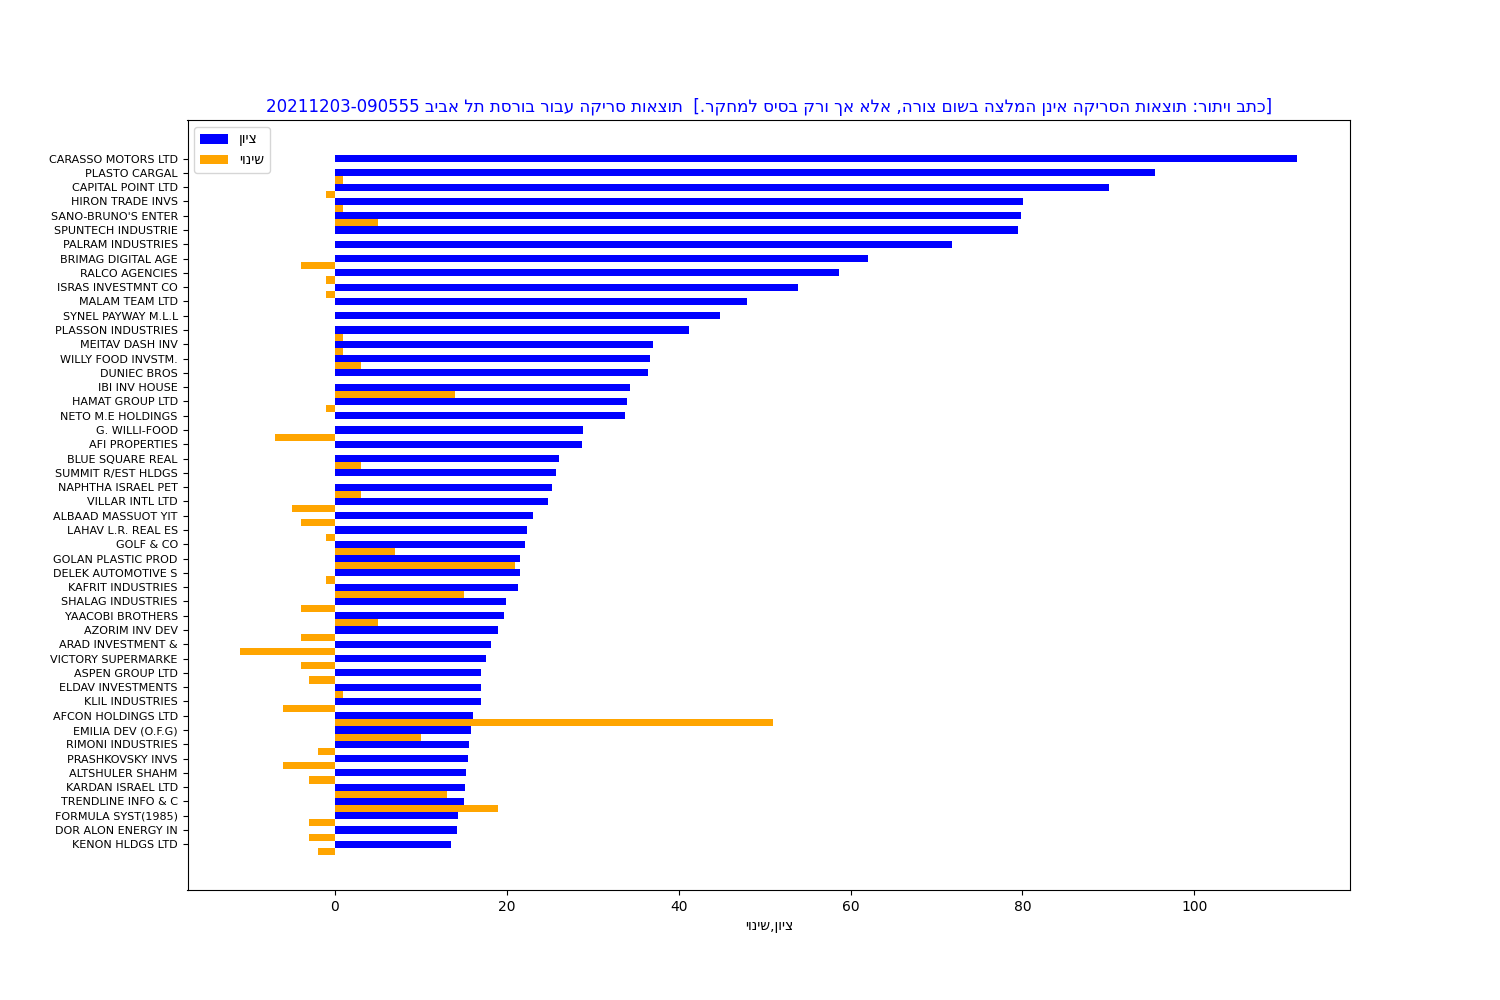 [כתב ויתור: תוצאות הסריקה אינן המלצה בשום צורה, אלא אך ורק בסיס למחקר.]  תוצאות סריקה עבור בורסת תל אביב 20211203-090555
ציון
שינוי
CARASSO MOTORS LTD
PLASTO CARGAL
CAPITAL POINT LTD
HIRON TRADE INVS
SANO-BRUNO'S ENTER
SPUNTECH INDUSTRIE
PALRAM INDUSTRIES
BRIMAG DIGITAL AGE
RALCO AGENCIES
ISRAS INVESTMNT CO
MALAM TEAM LTD
SYNEL PAYWAY M.L.L
PLASSON INDUSTRIES
MEITAV DASH INV
WILLY FOOD INVSTM.
DUNIEC BROS
IBI INV HOUSE
HAMAT GROUP LTD
NETO M.E HOLDINGS
G. WILLI-FOOD
AFI PROPERTIES
BLUE SQUARE REAL
SUMMIT R/EST HLDGS
NAPHTHA ISRAEL PET
VILLAR INTL LTD
ALBAAD MASSUOT YIT
LAHAV L.R. REAL ES
GOLF & CO
GOLAN PLASTIC PROD
DELEK AUTOMOTIVE S
KAFRIT INDUSTRIES
SHALAG INDUSTRIES
YAACOBI BROTHERS
AZORIM INV DEV
ARAD INVESTMENT &
VICTORY SUPERMARKE
ASPEN GROUP LTD
ELDAV INVESTMENTS
KLIL INDUSTRIES
AFCON HOLDINGS LTD
EMILIA DEV (O.F.G)
RIMONI INDUSTRIES
PRASHKOVSKY INVS
ALTSHULER SHAHM
KARDAN ISRAEL LTD
TRENDLINE INFO & C
FORMULA SYST(1985)
DOR ALON ENERGY IN
KENON HLDGS LTD
0 20 40 60 80 100
ציון,שינוי